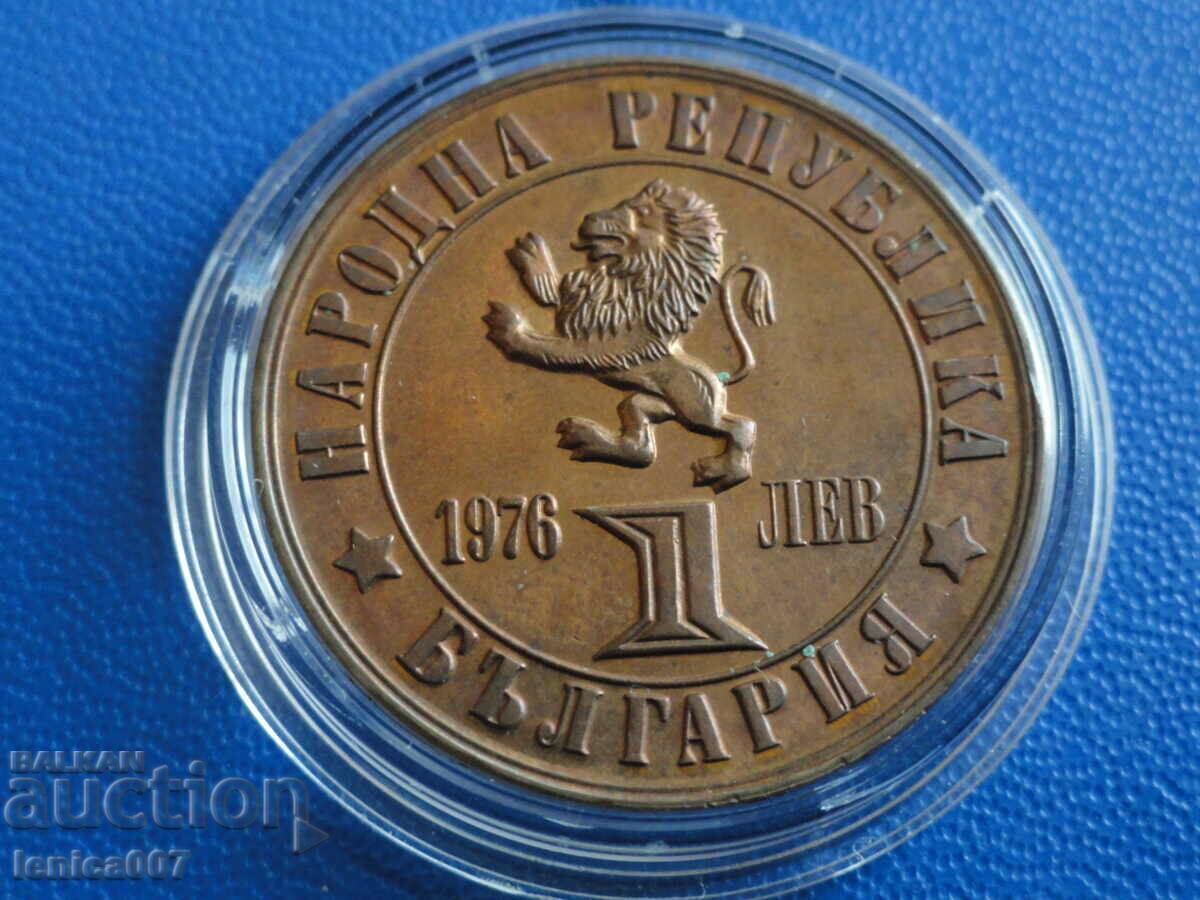 НАРОДНА РЕПУБЛИКА
1976 ЛЕВ
1
БЪЛГАРИЯ
BALKAN
auction
lenica007